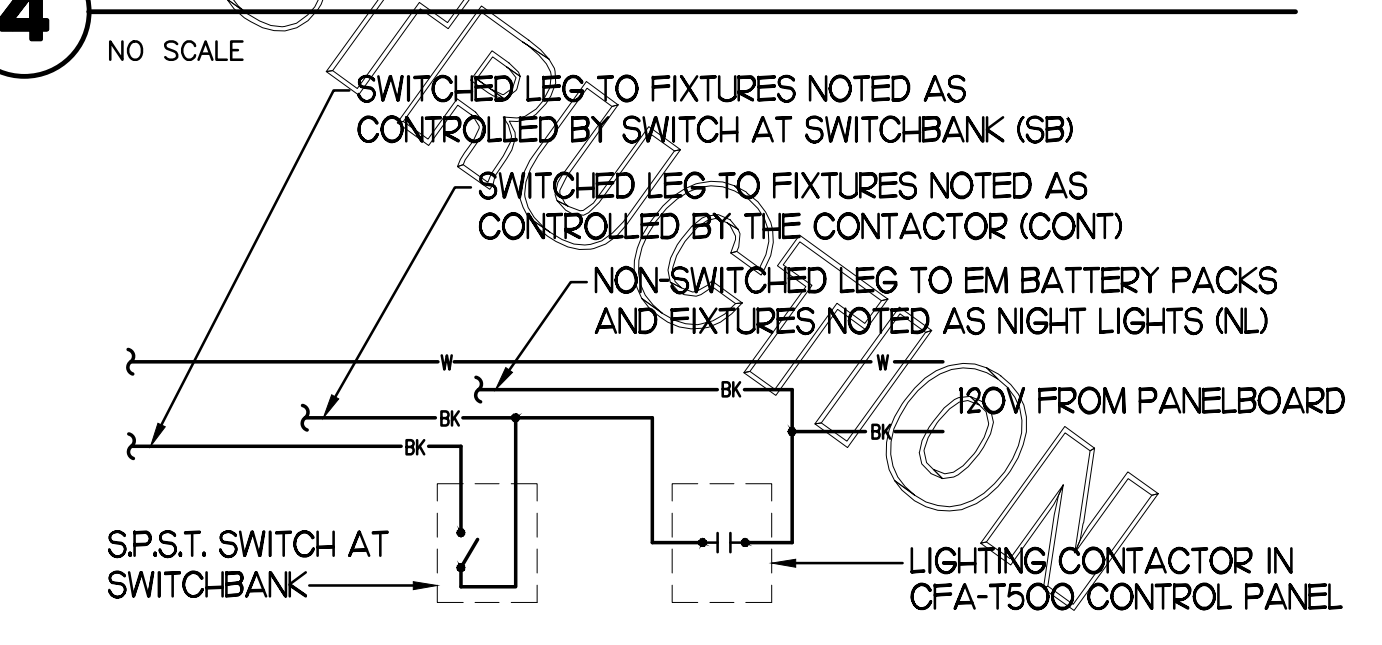 4
NO SCALE
SWITCHED LEG TO FIXTURES NOTED AS
CONTROLLED BY SWITCH AT SWITCHBANK (SB)
SWITCHED LEG TO FIXTURES NOTED AS
CONTROLLED BY THE CONTACTOR (CONT)
NON-SWITCHED LEG TO EM BATTERY PACKS
AND FIXTURES NOTED AS NIGHT LIGHTS (NL)
W W
BK
120V FROM PANELBOARD
BK
BK
BK
S.P.S.T. SWITCH AT
SWITCHBANK
LIGHTING CONTACTOR IN
CFA-T500 CONTROL PANEL
TRUCTION